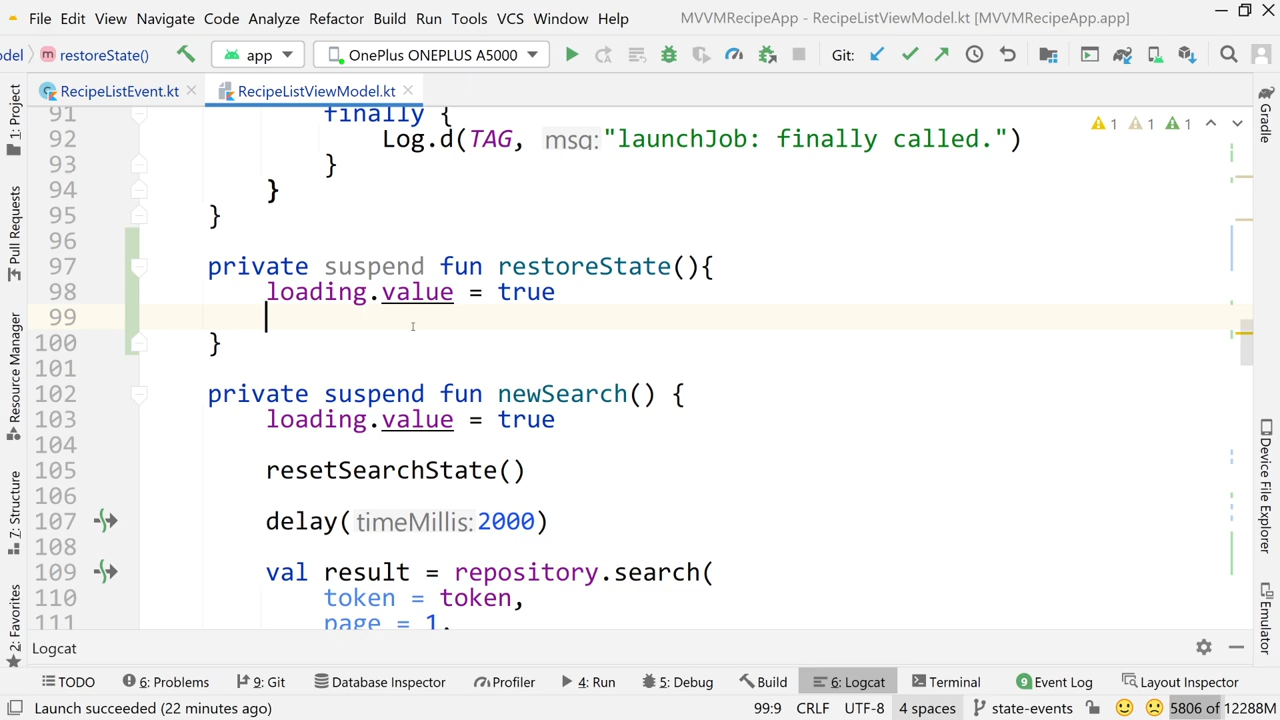 File Edit View Navigate Code Analyze Refactor Build Run Tools VCS Window Help MVVMRecipeApp - RecipeListViewModel.kt [MVVMRecipeApp.app]
odel restoreState() app OnePlus ONEPLUS A5000 Git:
RecipeListEvent.kt RecipeListViewModel.kt
91 finally {
92 Log.d(TAG, msg: "launchJob: finally called.")
93 }
94 }
95 }
96
97 private suspend fun restoreState(){
98 loading.value = true
99
100 }
101
102 private suspend fun newSearch() {
103 loading.value = true
104
105 resetSearchState()
106
107 delay( timeMillis: 2000)
108
109 val result = repository.search(
110 token = token,
111 page = 1,
1 1 1
1: Project
Pull Requests
Resource Manager
7: Structure
2: Favorites
Gradle
Device File Explorer
Emulator
Logcat
TODO 6: Problems 9: Git Database Inspector Profiler 4: Run 5: Debug Build 6: Logcat Terminal 9 Event Log Layout Inspector
Launch succeeded (22 minutes ago) 99:9 CRLF UTF-8 4 spaces state-events 5806 of 12288M